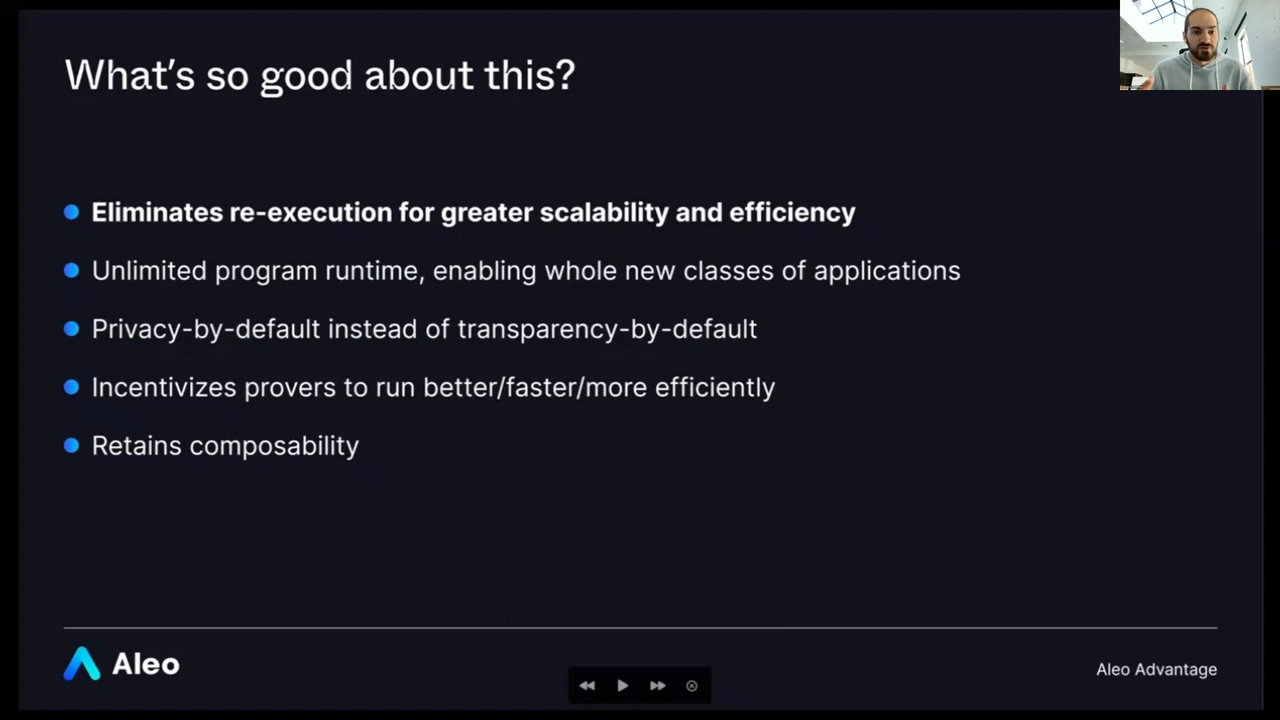 What's so good about this?
Eliminates re-execution for greater scalability and efficiency
Unlimited program runtime, enabling whole new classes of applications
Privacy-by-default instead of transparency-by-default
Incentivizes provers to run better/faster/more efficiently
Retains composability
Aleo
Aleo Advantage